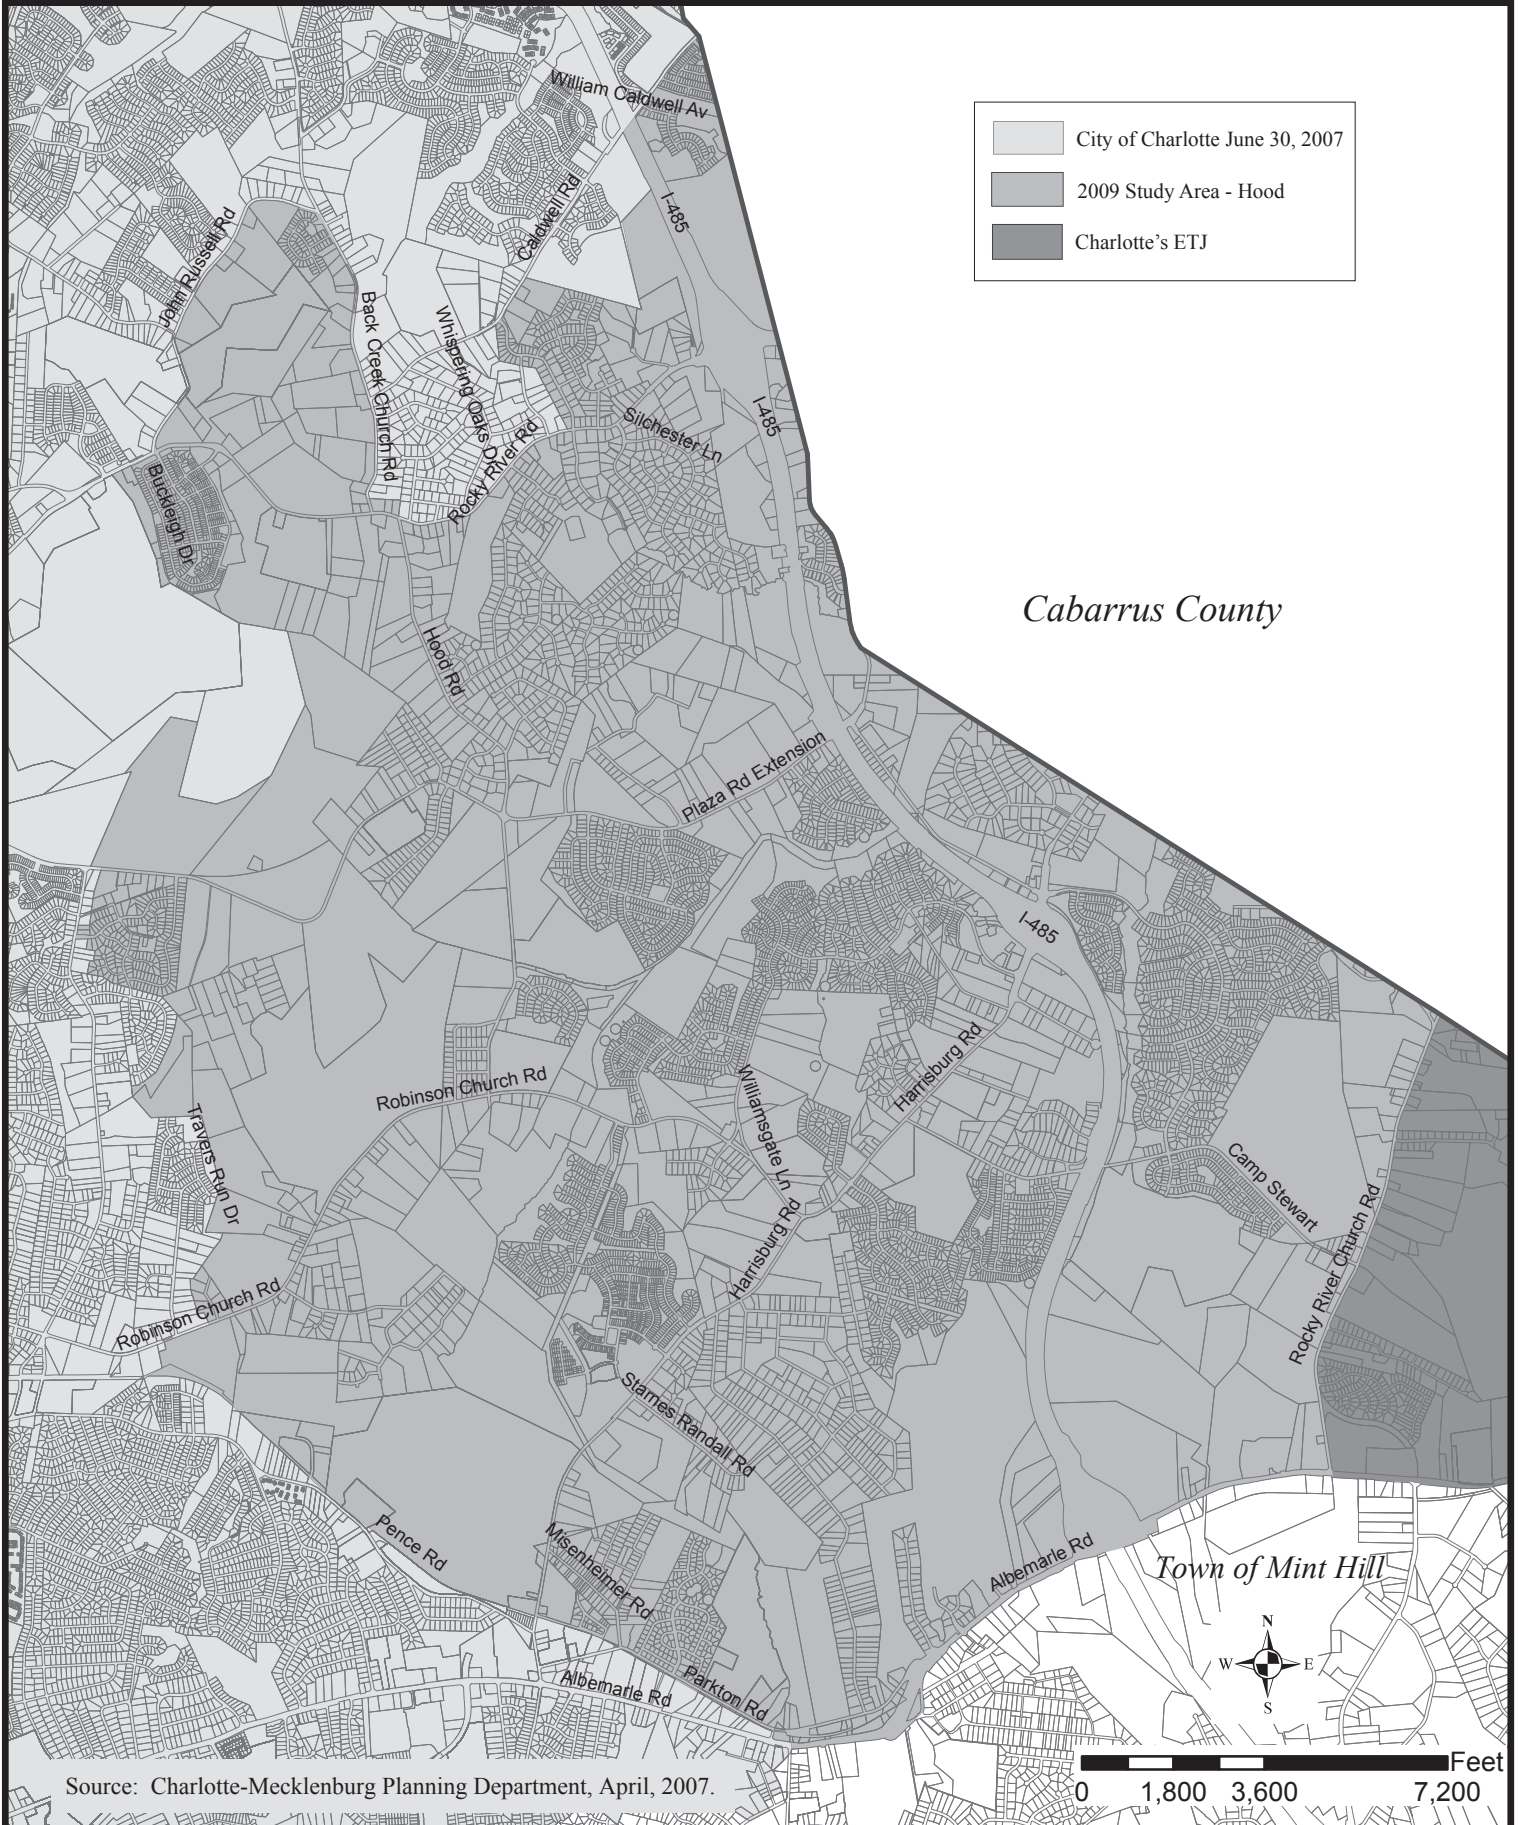 William Caldwell Av
City of Charlotte June 30, 2007
2009 Study Area - Hood
Charlotte's ETJ
I-485
Caldwell Rd
John Russell Rd
Back Creek Church Rd
Whispering Oaks Dr
I-485
Silchester Ln
Rocky River Rd
Buckleigh Dr
Cabarrus County
Hood Rd
Plaza Rd Extension
I-485
Harrisburg Rd
Robinson Church Rd
Williamsgate Ln
Travers Run Dr
Camp Stewart
Rocky River Church Rd
Harrisburg Rd
Robinson Church Rd
Starnes Randall Rd
Pence Rd
Misenheimer Rd
Albemarle Rd
Town of Mint Hill
N
W E
S
Albemarle Rd
Parkton Rd
Feet
0 1,800 3,600 7,200
Source: Charlotte-Mecklenburg Planning Department, April, 2007.